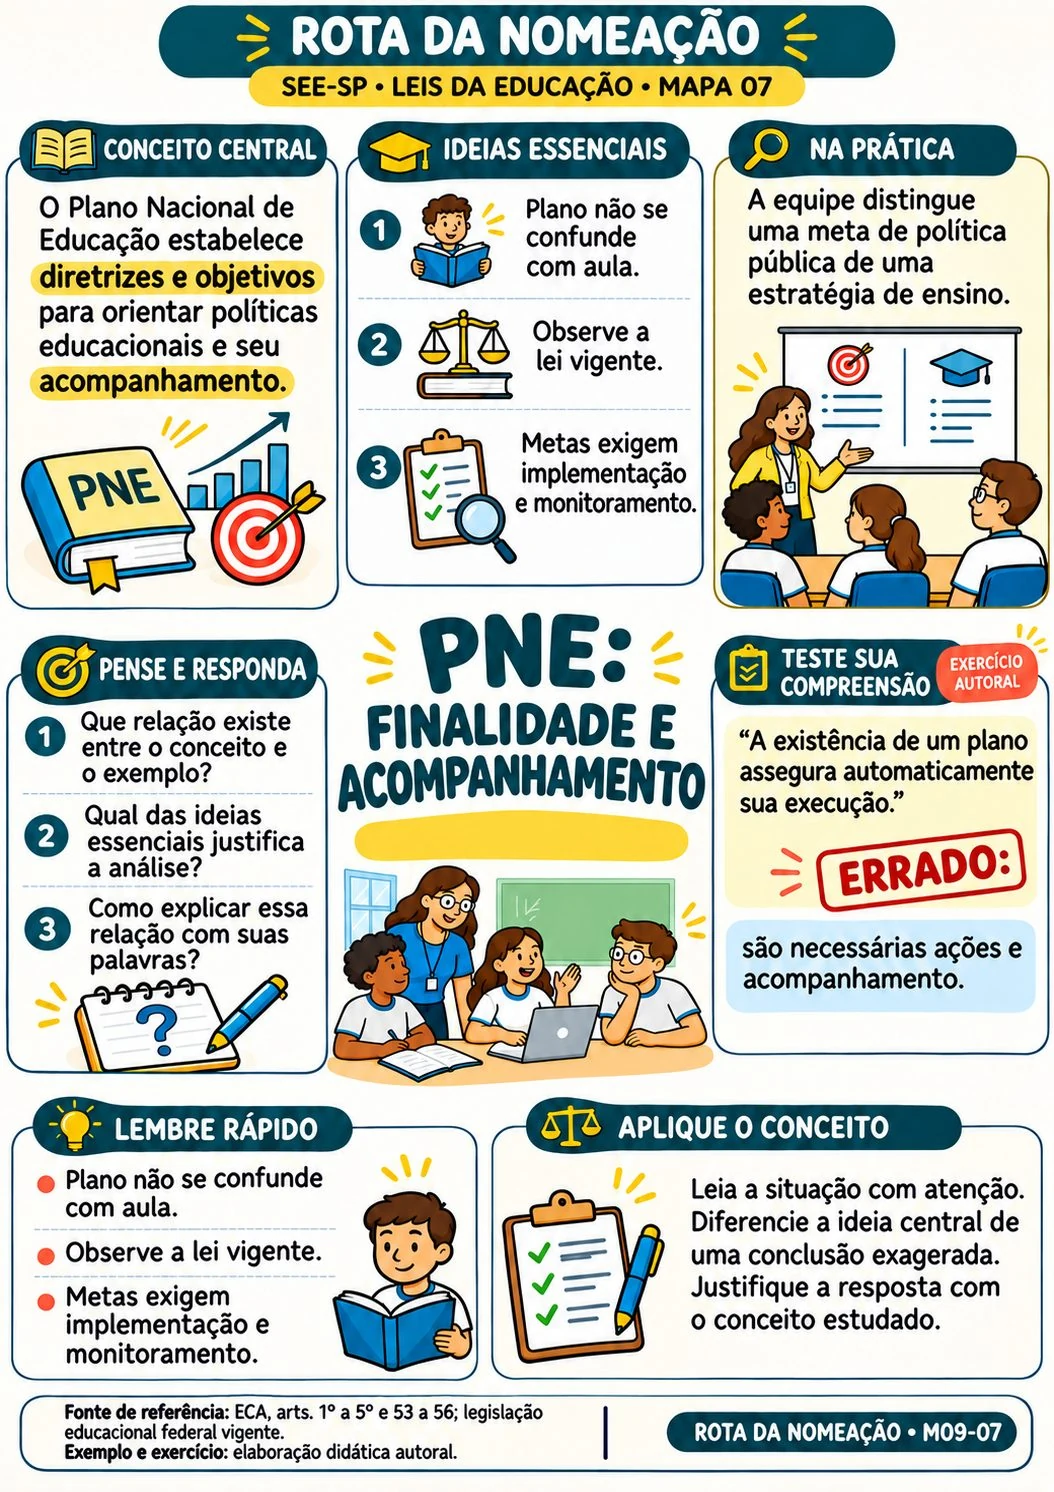 ROTA DA NOMEAÇÃO
SEE-SP • LEIS DA EDUCAÇÃO • MAPA 07
CONCEITO CENTRAL
O Plano Nacional de
Educação estabelece
diretrizes e objetivos
para orientar políticas
educacionais e seu
acompanhamento.
PNE
IDEIAS ESSENCIAIS
1
Plano não se
confunde
com aula.
2
Observe a
lei vigente.
3
Metas exigem
implementação
e monitoramento.
NA PRÁTICA
A equipe distingue
uma meta de política
pública de uma
estratégia de ensino.
PENSE E RESPONDA
1
Que relação existe
entre o conceito e
o exemplo?
2
Qual das ideias
essenciais justifica
a análise?
3
Como explicar essa
relação com suas
palavras?
?
PNE:
FINALIDADE E
ACOMPANHAMENTO
TESTE SUA
COMPREENSÃO
EXERCÍCIO
AUTORAL
“A existência de um plano
assegura automaticamente
sua execução.”
ERRADO:
são necessárias ações e
acompanhamento.
LEMBRE RÁPIDO
Plano não se confunde
com aula.
Observe a lei vigente.
Metas exigem
implementação e
monitoramento.
APLIQUE O CONCEITO
Leia a situação com atenção.
Diferencie a ideia central de
uma conclusão exagerada.
Justifique a resposta com
o conceito estudado.
Fonte de referência: ECA, arts. 1º a 5º e 53 a 56; legislação
educacional federal vigente.
Exemplo e exercício: elaboração didática autoral.
ROTA DA NOMEAÇÃO • M09-07